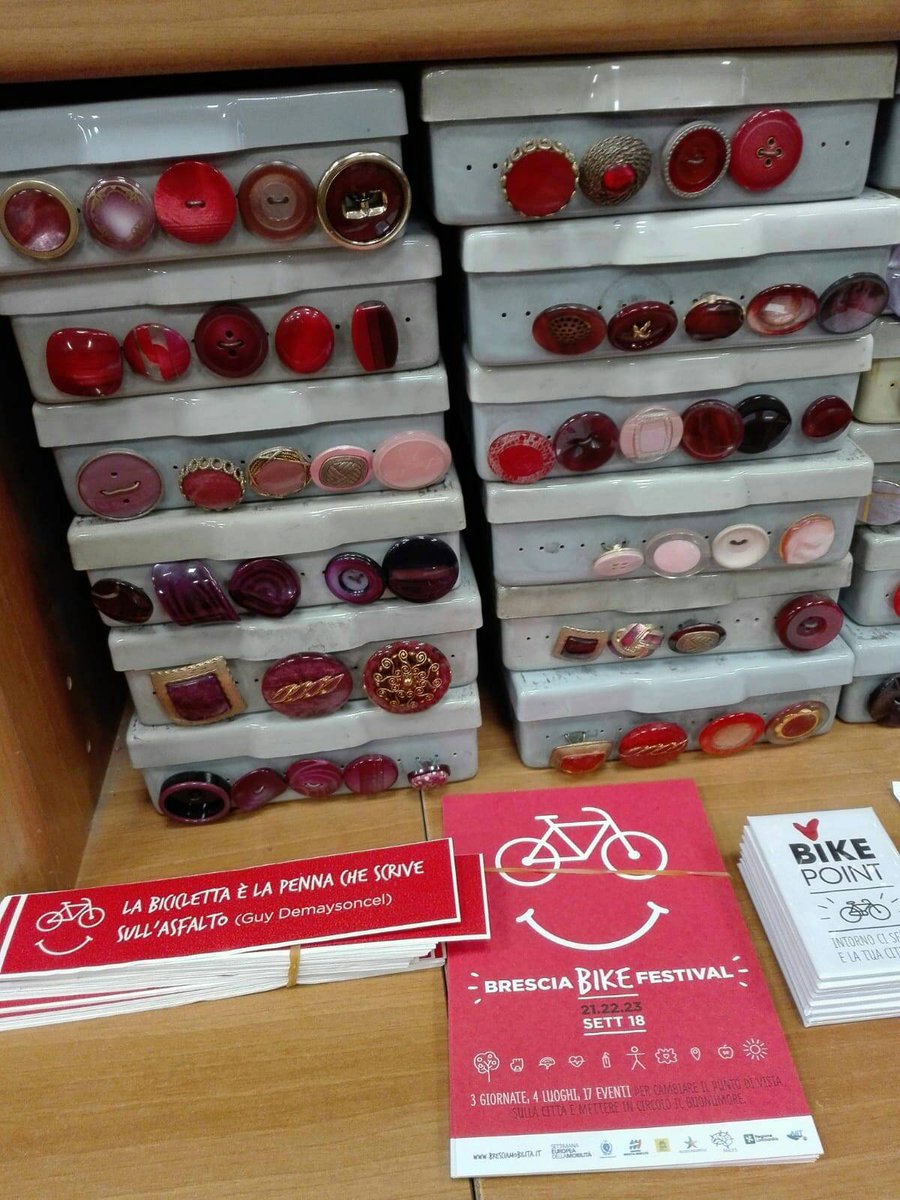 LA BICICLETTA È LA PENNA CHE SCRIVE
SULL'ASFALTO (Guy Demaysoncel)
BRESCIA BIKE FESTIVAL
21.22.23
SETT 18
3 GIORNATE, 4 LUOGHI, 17 EVENTI PER CAMBIARE IL PUNTO DI VISTA
SULLA CITTÀ E METTERE IN CIRCOLO IL BUONUMORE.
WWW.BRESCIAMOBILITA.IT
SETTIMANA
EUROPEA
DELLA MOBILITÀ
BIKE
POINT
INTORNO CI SE
E LA TUA CITT